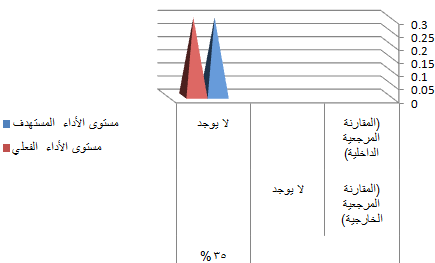 0.3
0.25
0.2
0.15
0.1
0.05
0
(المقارنة
المرجعية
الداخلية)
لا يوجد
(المقارنة
المرجعية
الخارجية)
لا يوجد
٣٥ %
مستوى الأداء المستهدف
مستوى الأداء الفعلي